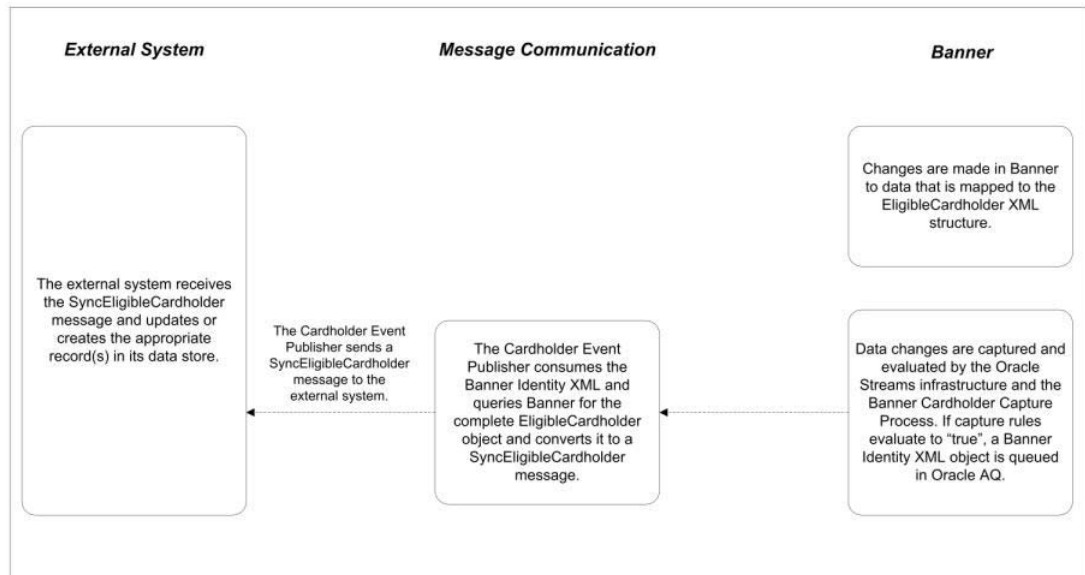 External System
Message Communication
Banner
Changes are made in Banner
to data that is mapped to the
EligibleCardholder XML
structure.
The external system receives
the SyncEligibleCardholder
message and updates or
creates the appropriate
record(s) in its data store.
The Cardholder Event
Publisher sends a
SyncEligibleCardholder
message to the
external system.
The Cardholder Event
Publisher consumes the
Banner Identity XML and
queries Banner for the
complete EligibleCardholder
object and converts it to a
SyncEligibleCardholder
message.
Data changes are captured and
evaluated by the Oracle
Streams infrastructure and the
Banner Cardholder Capture
Process. If capture rules
evaluate to “true”, a Banner
Identity XML object is queued
in Oracle AQ.